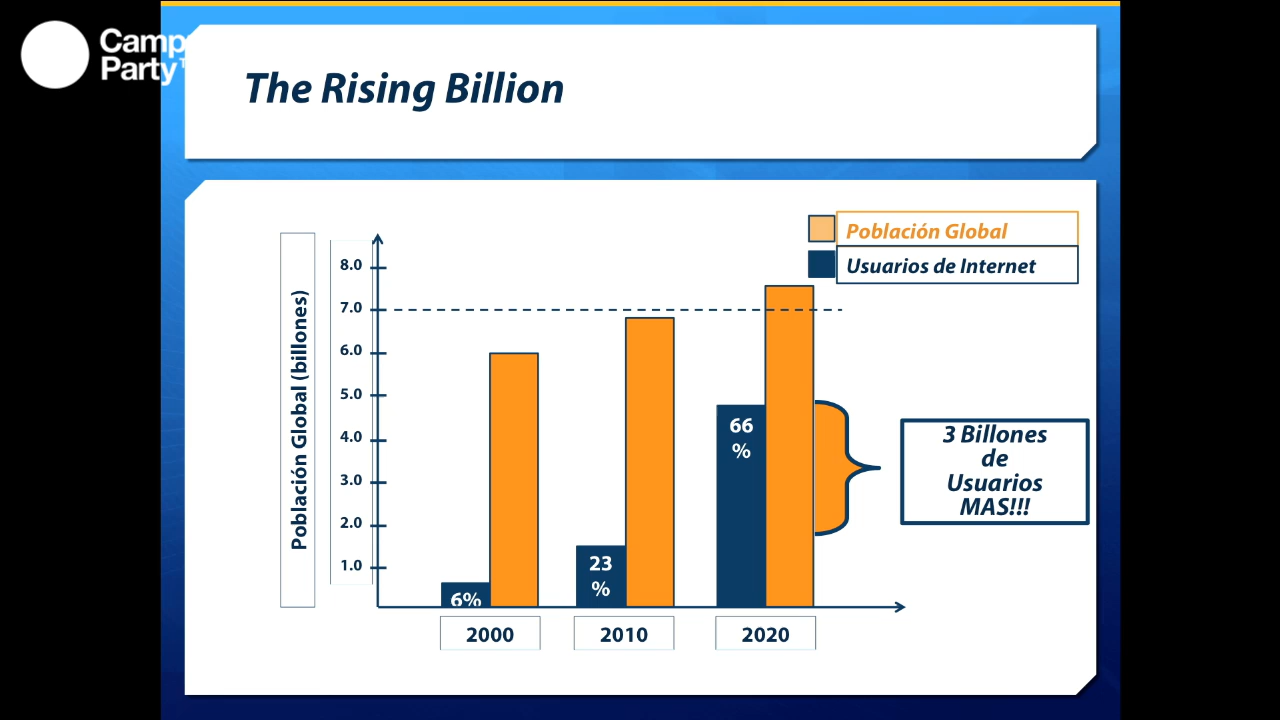 Camp
Party™
The Rising Billion
Población Global
Usuarios de Internet
Población Global (billones)
8.0
7.0
6.0
5.0
4.0
3.0
2.0
1.0
6%
23
%
66
%
3 Billones
de
Usuarios
MAS!!!
2000
2010
2020